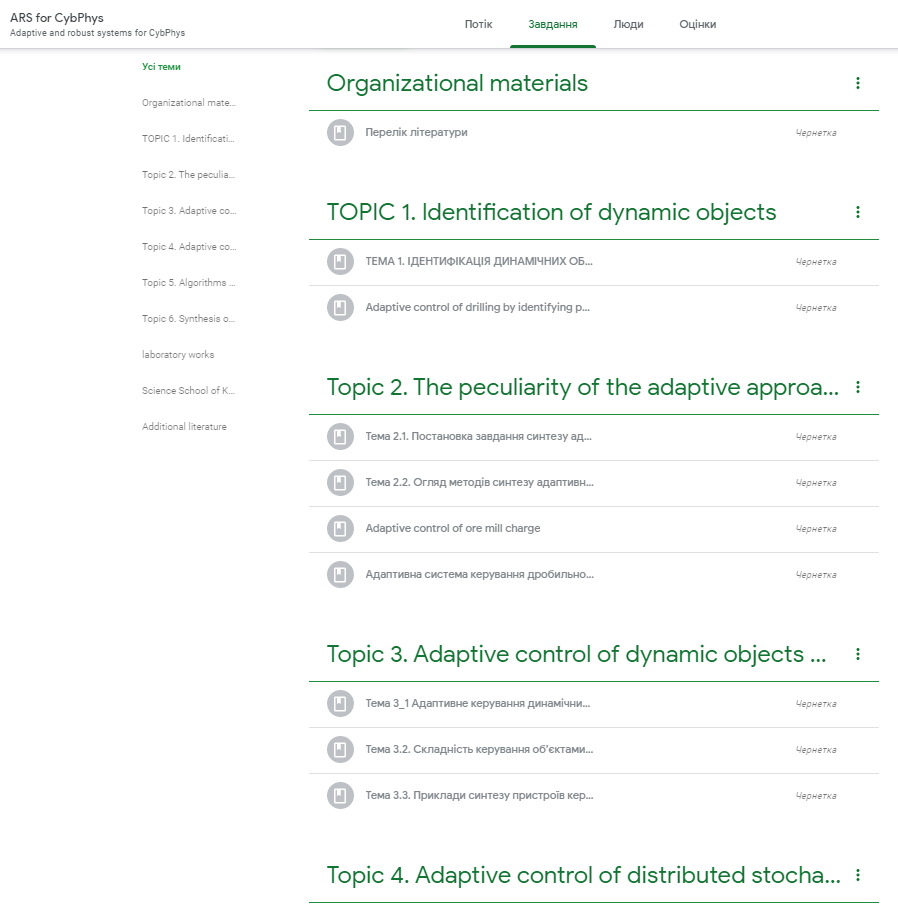 ARS for CybPhys
Adaptive and robust systems for CybPhys
Потік
Завдання
Люди
Оцінки
Усі теми
Organizational mate...
TOPIC 1. Identificati...
Topic 2. The peculia...
Topic 3. Adaptive co...
Topic 4. Adaptive co...
Topic 5. Algorithms ...
Topic 6. Synthesis o...
laboratory works
Science School of K...
Additional literature
Organizational materials
Перелік літератури
Чернетка
TOPIC 1. Identification of dynamic objects
ТЕМА 1. ІДЕНТИФІКАЦІЯ ДИНАМІЧНИХ ОБ...
Чернетка
Adaptive control of drilling by identifying p...
Чернетка
Topic 2. The peculiarity of the adaptive approa...
Тема 2.1. Постановка завдання синтезу ад...
Чернетка
Тема 2.2. Огляд методів синтезу адаптивн...
Чернетка
Adaptive control of ore mill charge
Чернетка
Адаптивна система керування дробильно...
Чернетка
Topic 3. Adaptive control of dynamic objects ...
Тема 3_1 Адаптивне керування динамічни...
Чернетка
Тема 3.2. Складність керування об'єктами...
Чернетка
Тема 3.3. Приклади синтезу пристроїв кер...
Чернетка
Topic 4. Adaptive control of distributed stocha...